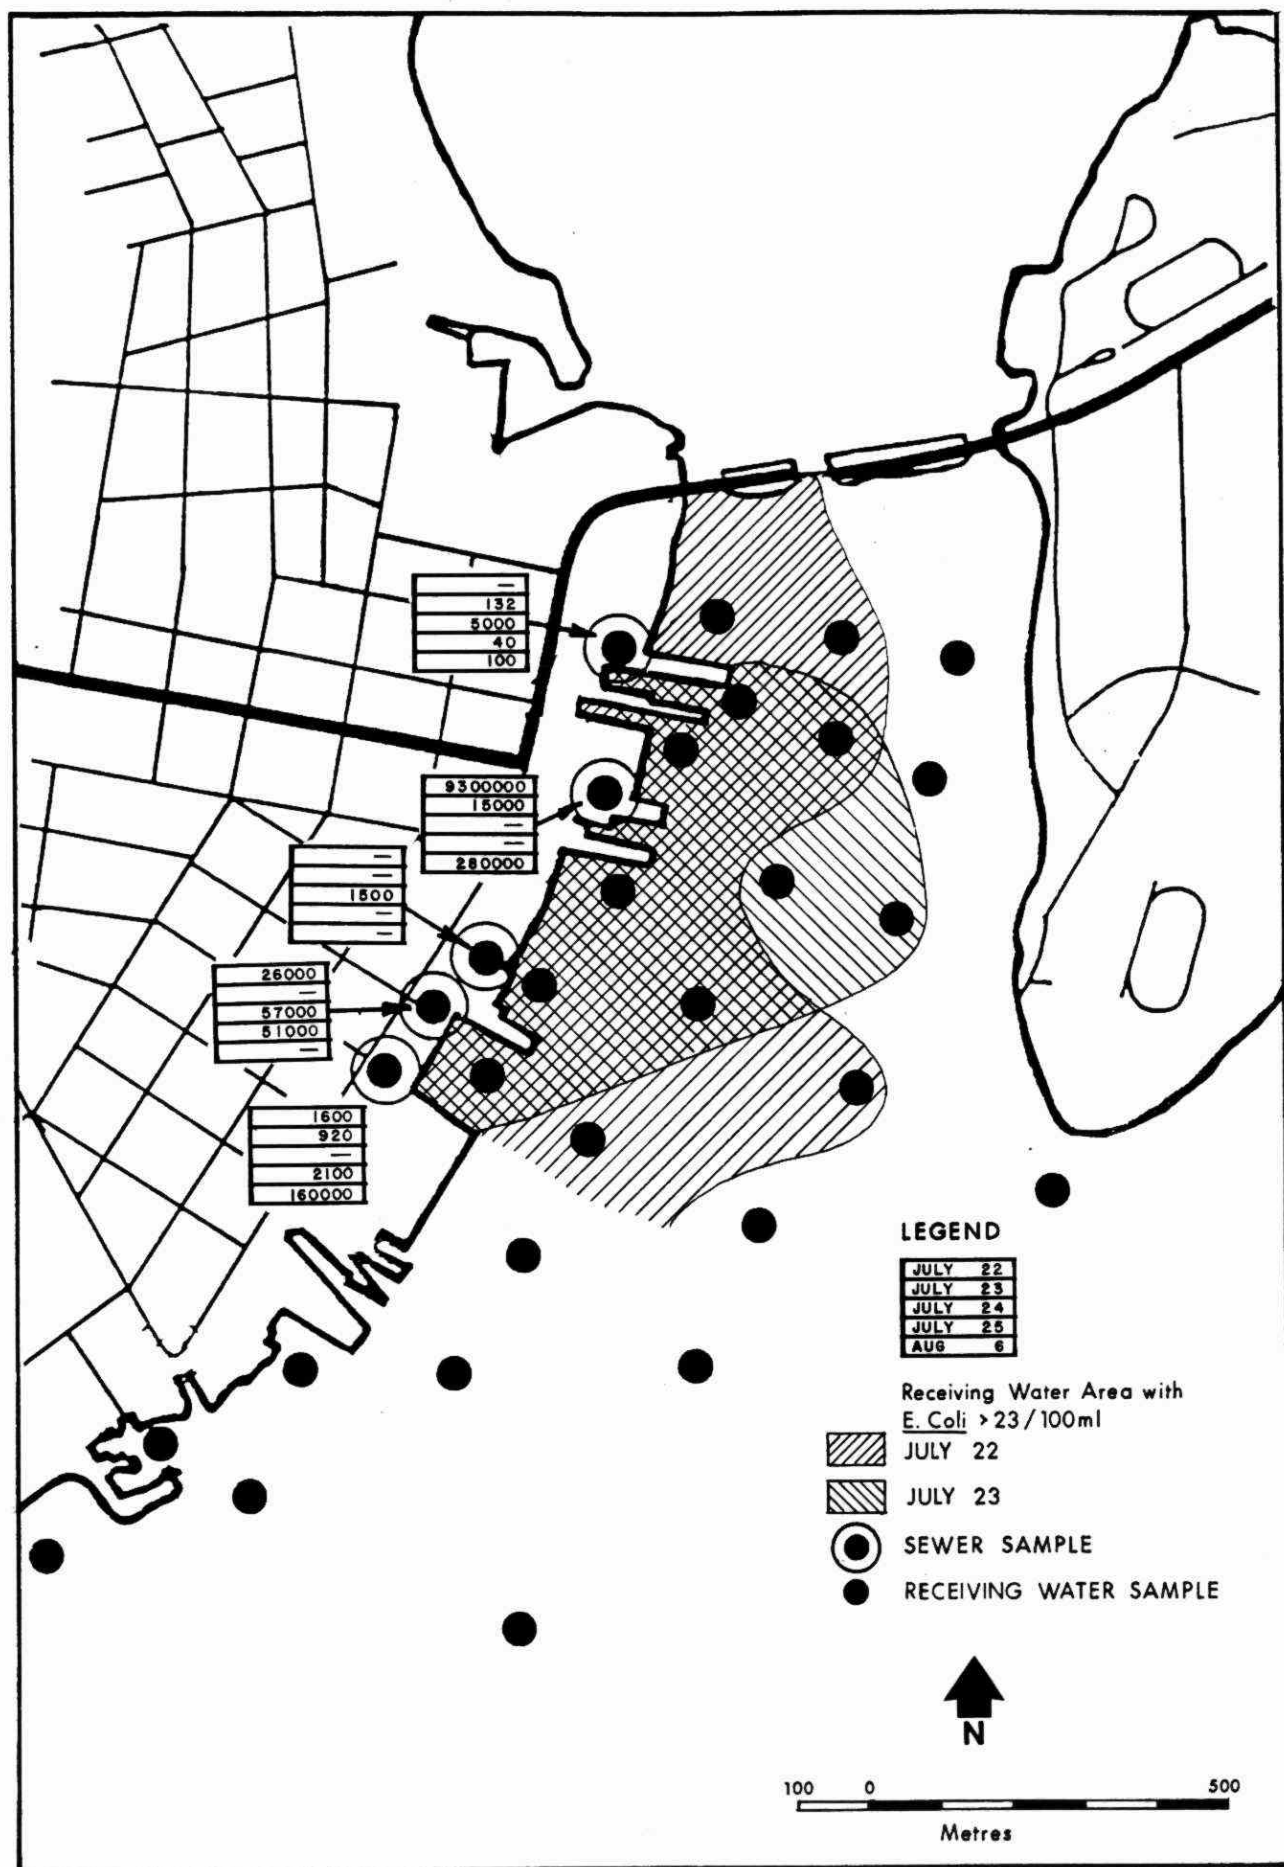 —
132
5000
40
100
9300000
15000
—
—
280000
—
—
1500
—
—
26000
—
57000
51000
—
1600
920
—
2100
160000
LEGEND
JULY 22
JULY 23
JULY 24
JULY 25
AUG 6
Receiving Water Area with
E. Coli > 23/100ml
JULY 22
JULY 23
SEWER SAMPLE
RECEIVING WATER SAMPLE
N
100 0 500
Metres